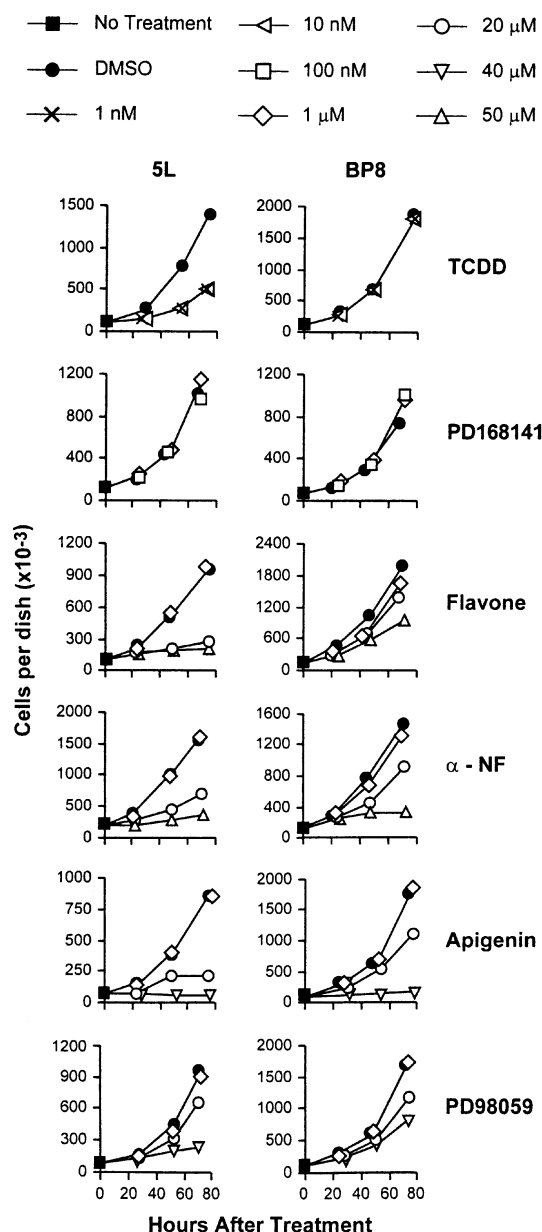 No Treatment 10 nM 20 µM
DMSO 100 nM 40 µM
1 nM 1 µM 50 µM
5L BP8
1500 2000
1000 1500
500 1000
0 500
0
TCDD
1200 1200
800 800
400 400
0 0
PD168141
1200 2400
900 1800
600 1200
300 600
0 0
Flavone
2000 1600
1500 1200
1000 800
500 400
0 0
α - NF
1000 2000
750 1500
500 1000
250 500
0 0
Apigenin
1200 2000
900 1500
600 1000
300 500
0 0
PD98059
0 20 40 60 80 0 20 40 60 80
Cells per dish (x10-3)
Hours After Treatment